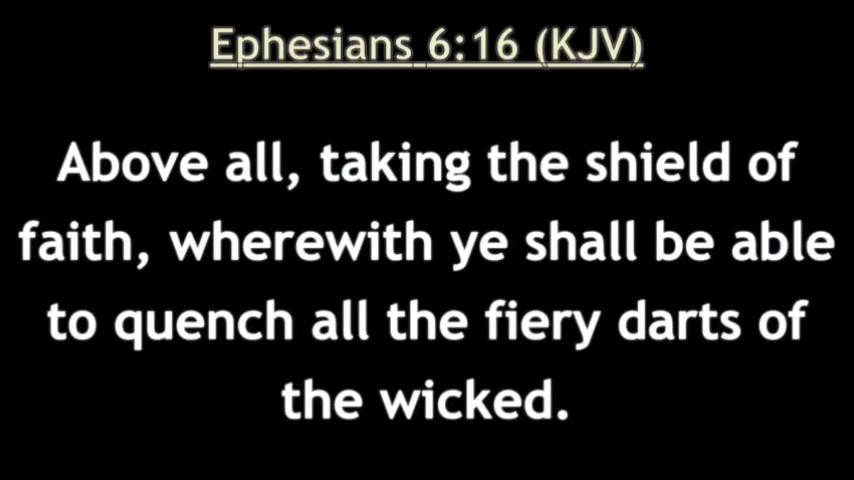 Ephesians 6:16 (KJV)
Above all, taking the shield of
faith, wherewith ye shall be able
to quench all the fiery darts of
the wicked.